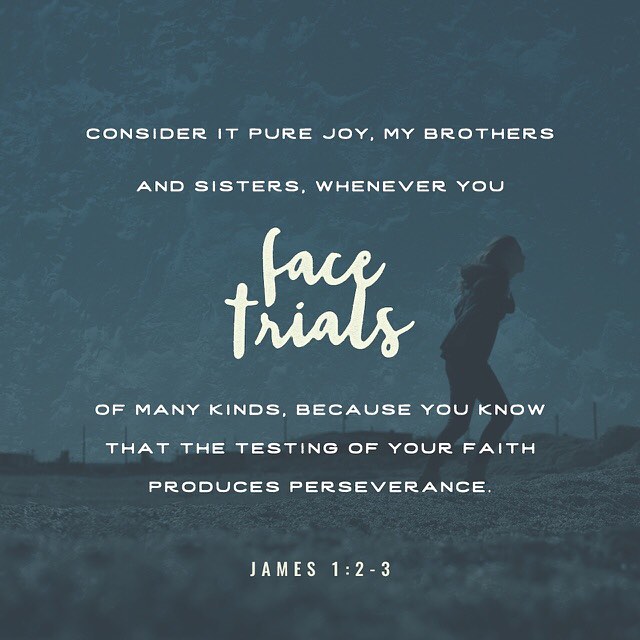 CONSIDER IT PURE JOY, MY BROTHERS
AND SISTERS, WHENEVER YOU
face
trials
OF MANY KINDS, BECAUSE YOU KNOW
THAT THE TESTING OF YOUR FAITH
PRODUCES PERSEVERANCE.
JAMES 1:2-3